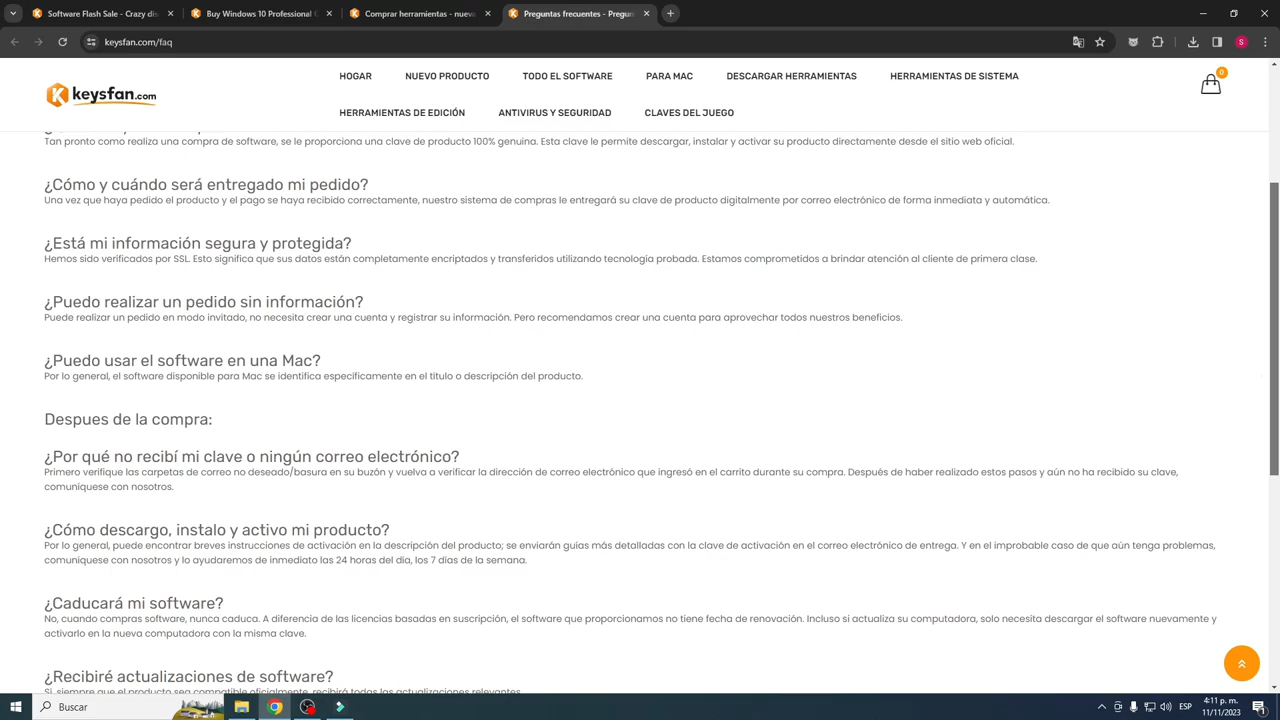 Software Flash Sale - Crazy dis
Buy Windows 10 Professional
Comprar herramientas - nueva
Preguntas frecuentes - Pregun
keysfan.com/faq
HOGAR NUEVO PRODUCTO TODO EL SOFTWARE PARA MAC DESCARGAR HERRAMIENTAS HERRAMIENTAS DE SISTEMA
0
keysfan.com
HERRAMIENTAS DE EDICIÓN ANTIVIRUS Y SEGURIDAD CLAVES DEL JUEGO
Tan pronto como realiza una compra de software, se le proporciona una clave de producto 100% genuina. Esta clave le permite descargar, instalar y activar su producto directamente desde el sitio web oficial.
¿Cómo y cuándo será entregado mi pedido?
Una vez que haya pedido el producto y el pago se haya recibido correctamente, nuestro sistema de compras le entregará su clave de producto digitalmente por correo electrónico de forma inmediata y automática.
¿Está mi información segura y protegida?
Hemos sido verificados por SSL. Esto significa que sus datos están completamente encriptados y transferidos utilizando tecnología probada. Estamos comprometidos a brindar atención al cliente de primera clase.
¿Puedo realizar un pedido sin información?
Puede realizar un pedido en modo invitado, no necesita crear una cuenta y registrar su información. Pero recomendamos crear una cuenta para aprovechar todos nuestros beneficios.
¿Puedo usar el software en una Mac?
Por lo general, el software disponible para Mac se identifica específicamente en el título o descripción del producto.
Despues de la compra:
¿Por qué no recibí mi clave o ningún correo electrónico?
Primero verifique las carpetas de correo no deseado/basura en su buzón y vuelva a verificar la dirección de correo electrónico que ingresó en el carrito durante su compra. Después de haber realizado estos pasos y aún no ha recibido su clave,
comuníquese con nosotros.
¿Cómo descargo, instalo y activo mi producto?
Por lo general, puede encontrar breves instrucciones de activación en la descripción del producto; se enviarán guías más detalladas con la clave de activación en el correo electrónico de entrega. Y en el improbable caso de que aún tenga problemas,
comuníquese con nosotros y lo ayudaremos de inmediato las 24 horas del día, los 7 días de la semana.
¿Caducará mi software?
No, cuando compras software, nunca caduca. A diferencia de las licencias basadas en suscripción, el software que proporcionamos no tiene fecha de renovación. Incluso si actualiza su computadora, solo necesita descargar el software nuevamente y
activarlo en la nueva computadora con la misma clave.
¿Recibiré actualizaciones de software?
Sí, siempre que el producto sea compatible oficialmente, recibirá todas las actualizaciones relevantes.
Buscar
ESP
4:11 p. m.
11/11/2023